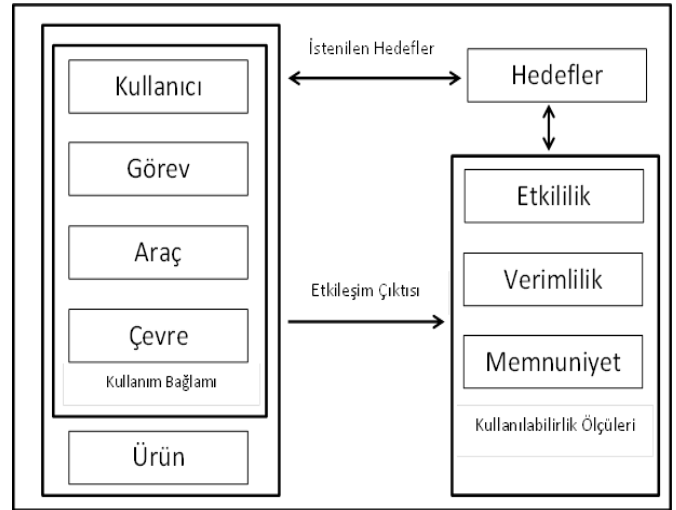 Kullanıcı
Görev
Araç
Çevre
Kullanım Bağlamı
Ürün
İstenilen Hedefler
Etkileşim Çıktısı
Hedefler
Etkililik
Verimlilik
Memnuniyet
Kullanılabilirlik Ölçüleri